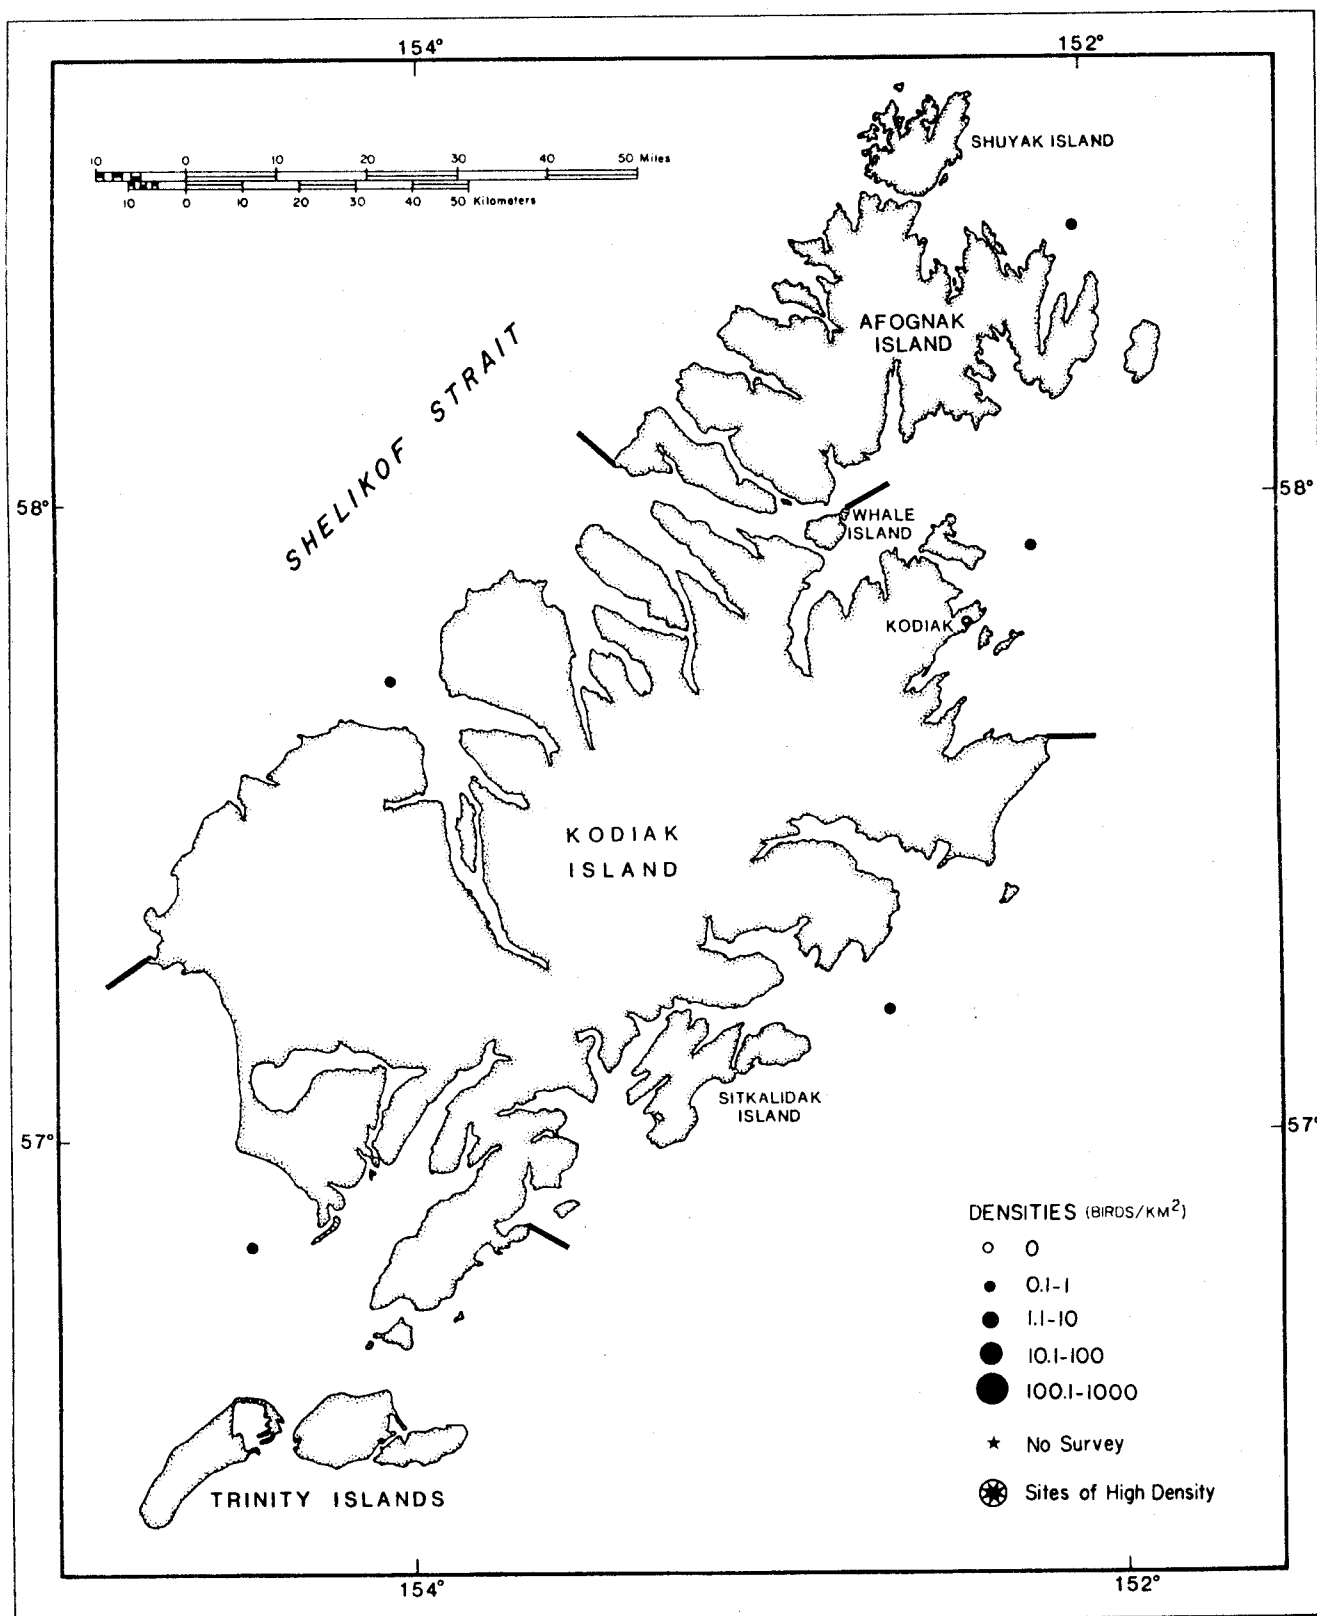 154° 152°
SHUYAK ISLAND
10 0 10 20 30 40 50 Miles
10 0 10 20 30 40 50 Kilometers
AFOGNAK
ISLAND
SHELIKOF STRAIT
58° 58°
WHALE
ISLAND
KODIAK
KODIAK
ISLAND
SITKALIDAK
ISLAND
57° 57°
DENSITIES (BIRDS/KM²)
0
0.1-1
1.1-10
10.1-100
100.1-1000
No Survey
Sites of High Density
TRINITY ISLANDS
154° 152°